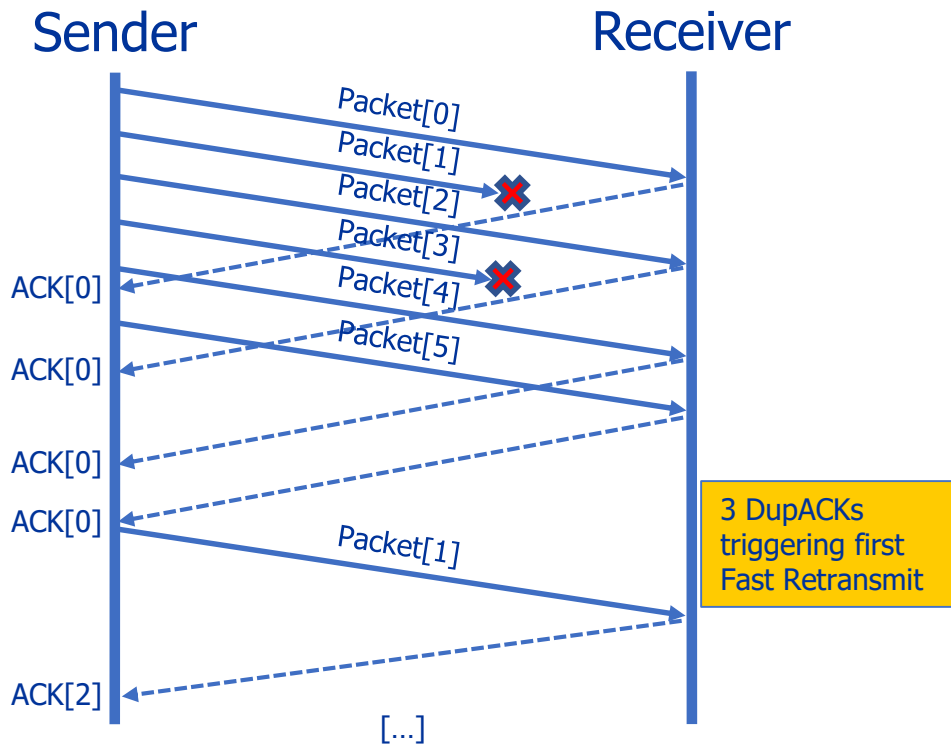 Sender
Receiver
Packet[0]
Packet[1]
Packet[2]
Packet[3]
ACK[0]
Packet[4]
Packet[5]
ACK[0]
ACK[0]
ACK[0]
3 DupACKs
triggering first
Fast Retransmit
Packet[1]
ACK[2]
[...]